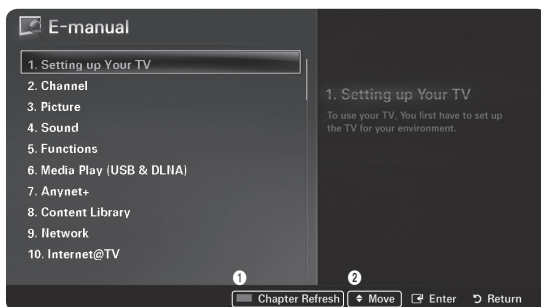 E-manual
1. Setting up Your TV
2. Channel
3. Picture
4. Sound
5. Functions
6. Media Play (USB & DLNA)
7. Anynet+
8. Content Library
9. Network
10. Internet@TV
1. Setting up Your TV
To use your TV, You first have to set up
the TV for your environment.
1 2
Chapter Refresh Move Enter Return